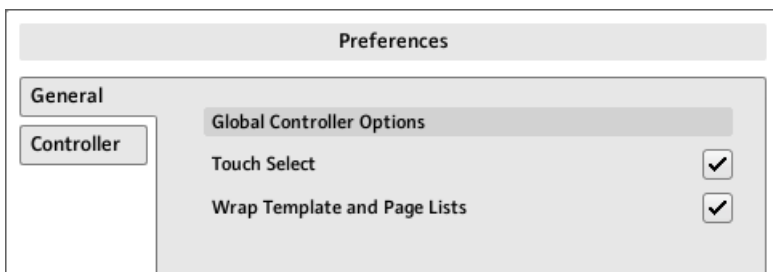 Preferences
General
Global Controller Options
Controller
Touch Select
Wrap Template and Page Lists